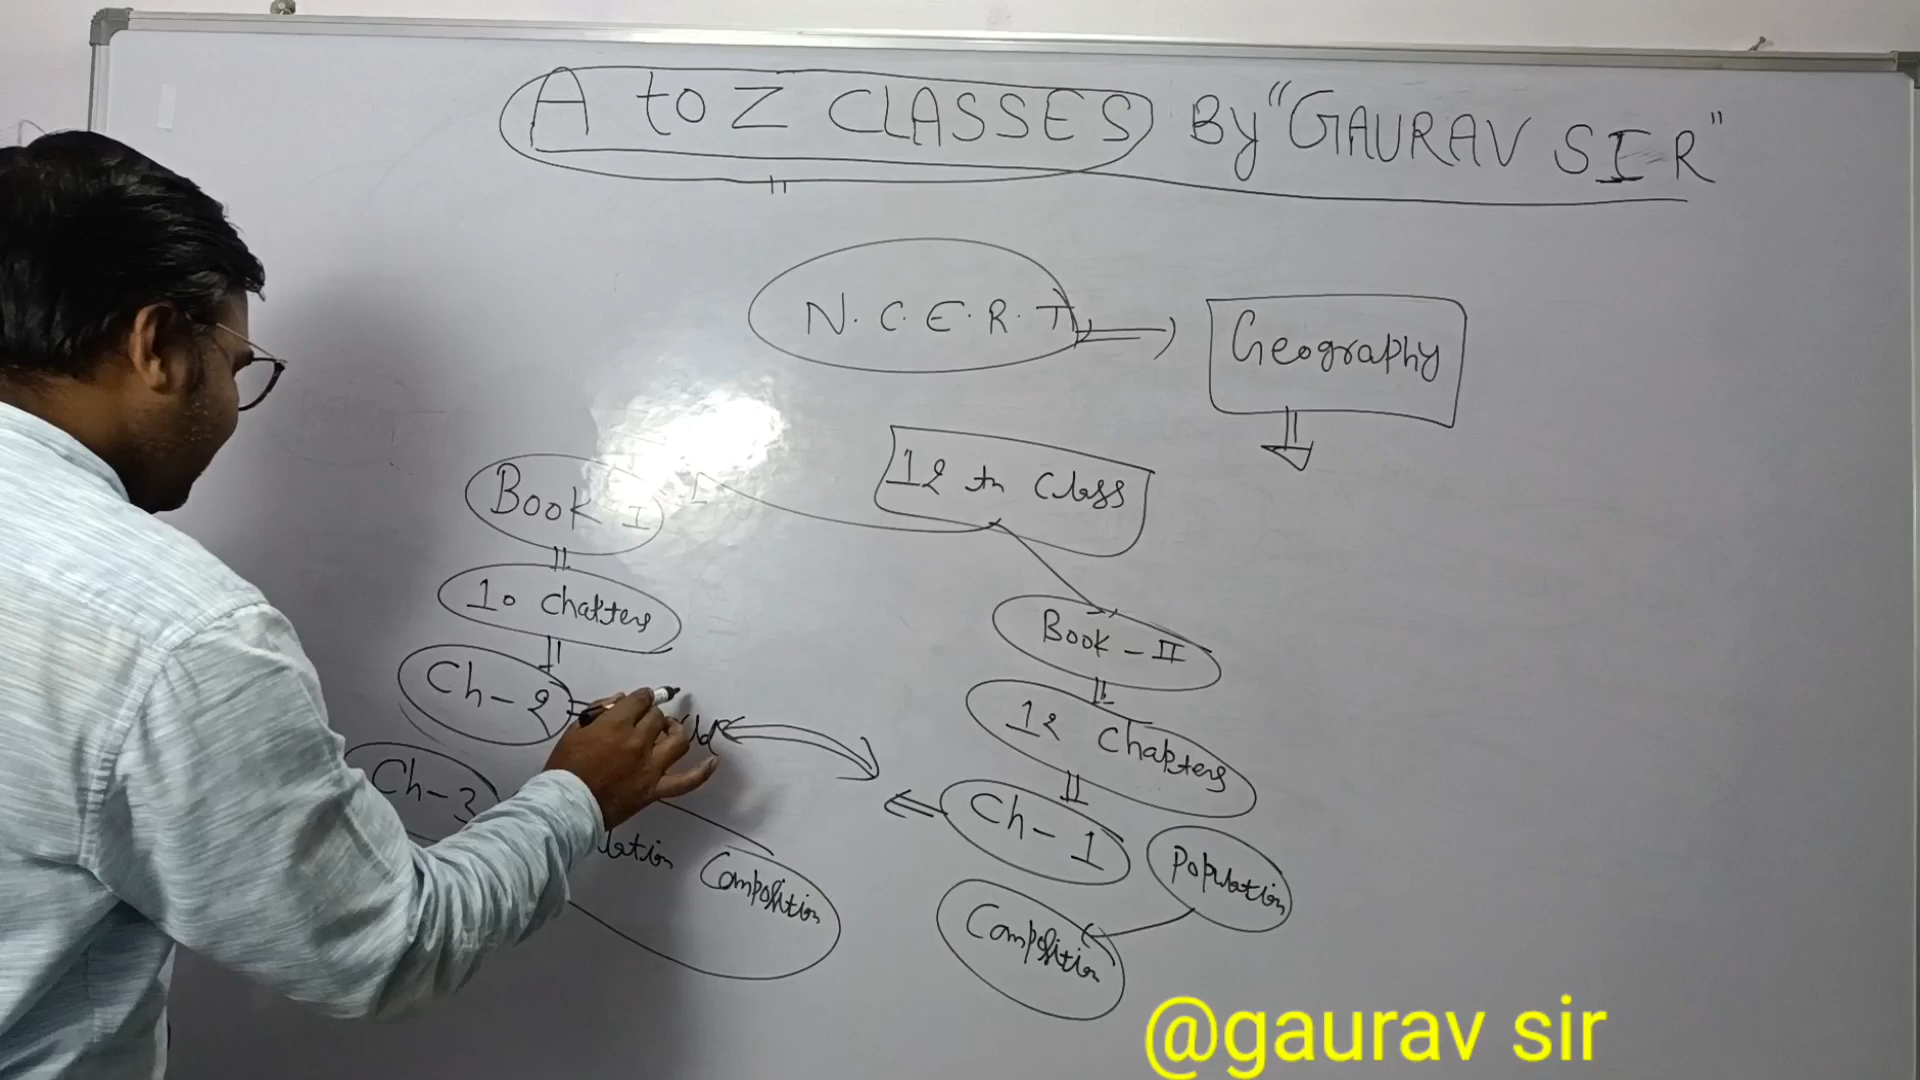 A to Z CLASSES By "GAURAV SIR"
N.C.E.R.T
Geography
12 th Class
Book I
10 Chapters
Ch-2
Ch-3
Composition
Book - II
12 Chapters
Ch-1
Population
Composition
@gaurav sir